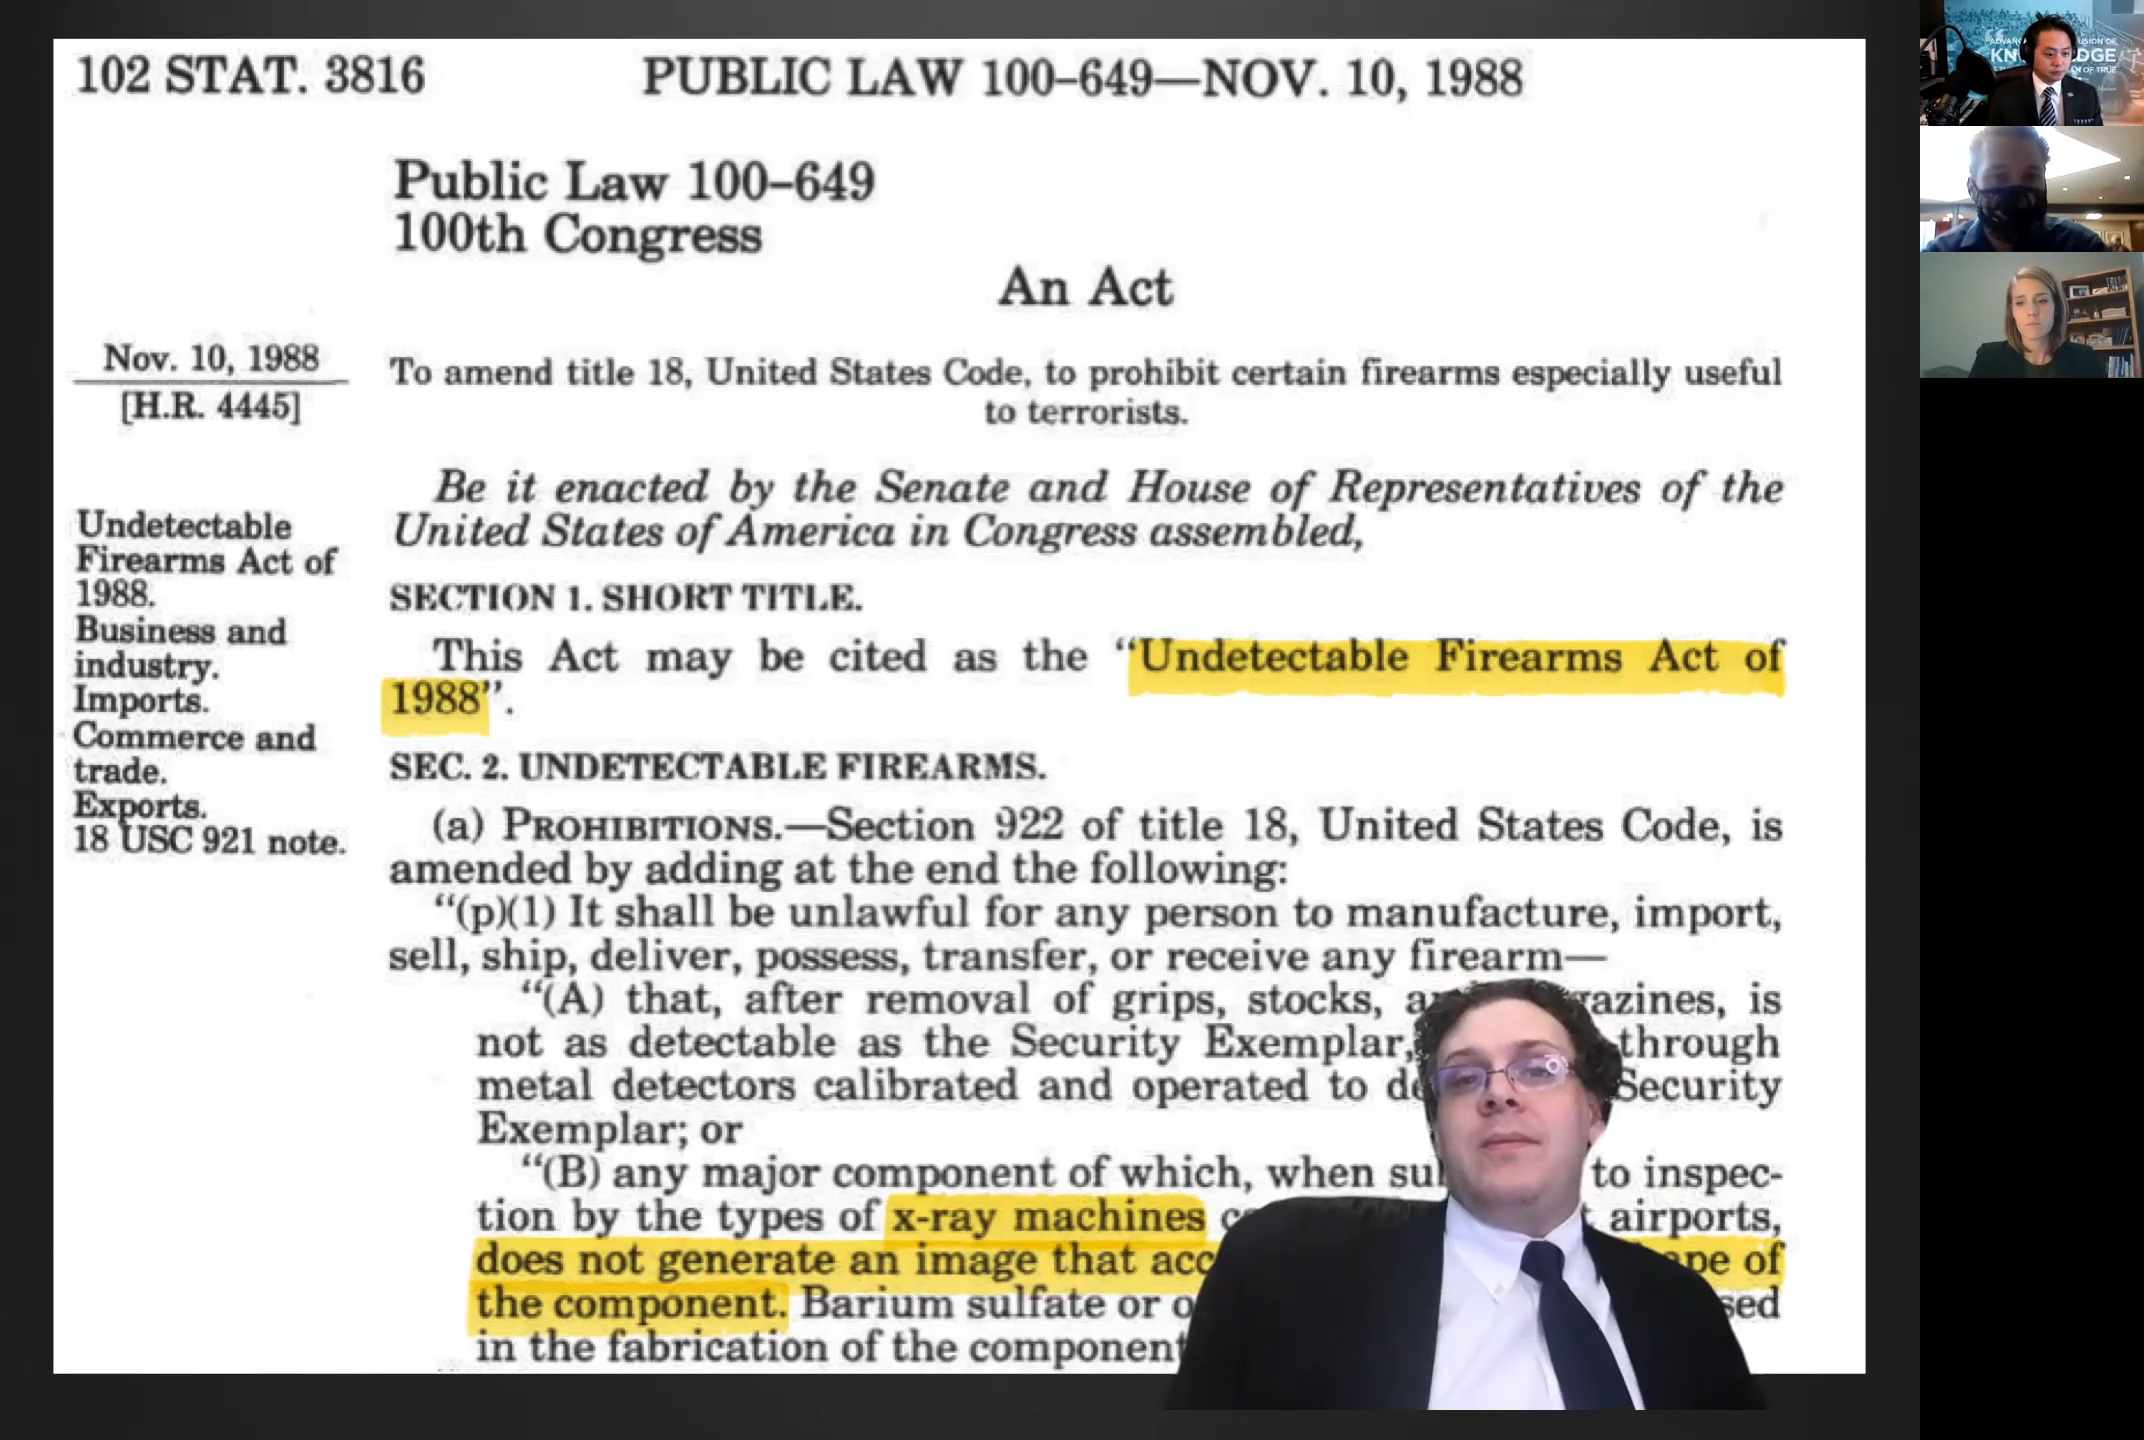 102 STAT. 3816 PUBLIC LAW 100–649—NOV. 10, 1988
Public Law 100–649
100th Congress
An Act
Nov. 10, 1988
[H.R. 4445]
To amend title 18, United States Code, to prohibit certain firearms especially useful
to terrorists.
Be it enacted by the Senate and House of Representatives of the
United States of America in Congress assembled,
Undetectable
Firearms Act of
1988.
Business and
industry.
Imports.
Commerce and
trade.
Exports.
18 USC 921 note.
SECTION 1. SHORT TITLE.
This Act may be cited as the “Undetectable Firearms Act of
1988”.
SEC. 2. UNDETECTABLE FIREARMS.
(a) PROHIBITIONS.—Section 922 of title 18, United States Code, is
amended by adding at the end the following:
“(p)(1) It shall be unlawful for any person to manufacture, import,
sell, ship, deliver, possess, transfer, or receive any firearm—
“(A) that, after removal of grips, stocks, is
not as detectable as the Security Exemplar, through
metal detectors calibrated and operated to Security
Exemplar; or
“(B) any major component of which, when to inspec-
tion by the types of x-ray machines airports,
does not generate an image that of
the component. Barium sulfate or
in the fabrication of the component